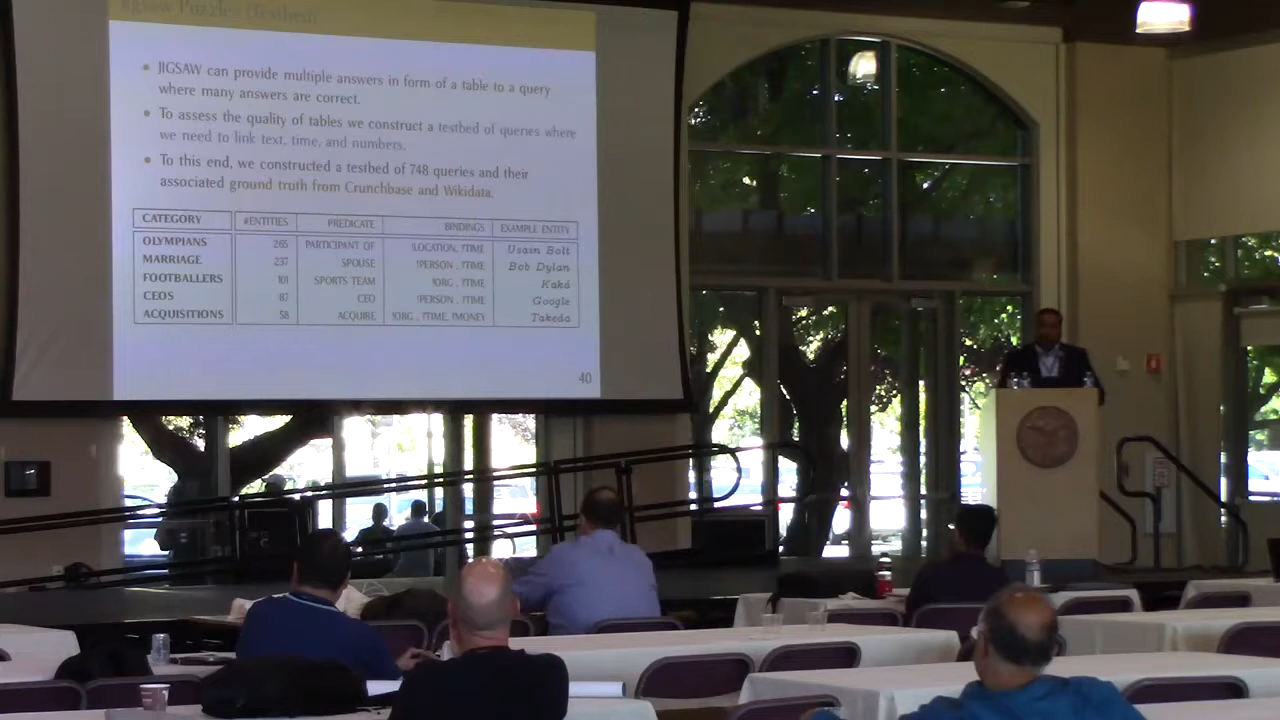 Jigsaw Puzzles (Testbed)
• JIGSAW can provide multiple answers in form of a table to a query
where many answers are correct.
• To assess the quality of tables we construct a testbed of queries where
we need to link text, time, and numbers.
• To this end, we constructed a testbed of 748 queries and their
associated ground truth from Crunchbase and Wikidata.
CATEGORY #ENTITIES PREDICATE BINDINGS EXAMPLE ENTITY
OLYMPIANS 265 PARTICIPANT OF ?LOCATION, ?TIME Usain Bolt
MARRIAGE 237 SPOUSE ?PERSON , ?TIME Bob Dylan
FOOTBALLERS 101 SPORTS TEAM ?ORG , ?TIME Kaká
CEOS 87 CEO ?PERSON , ?TIME Google
ACQUISITIONS 58 ACQUIRE ?ORG , ?TIME, ?MONEY Takeda
40